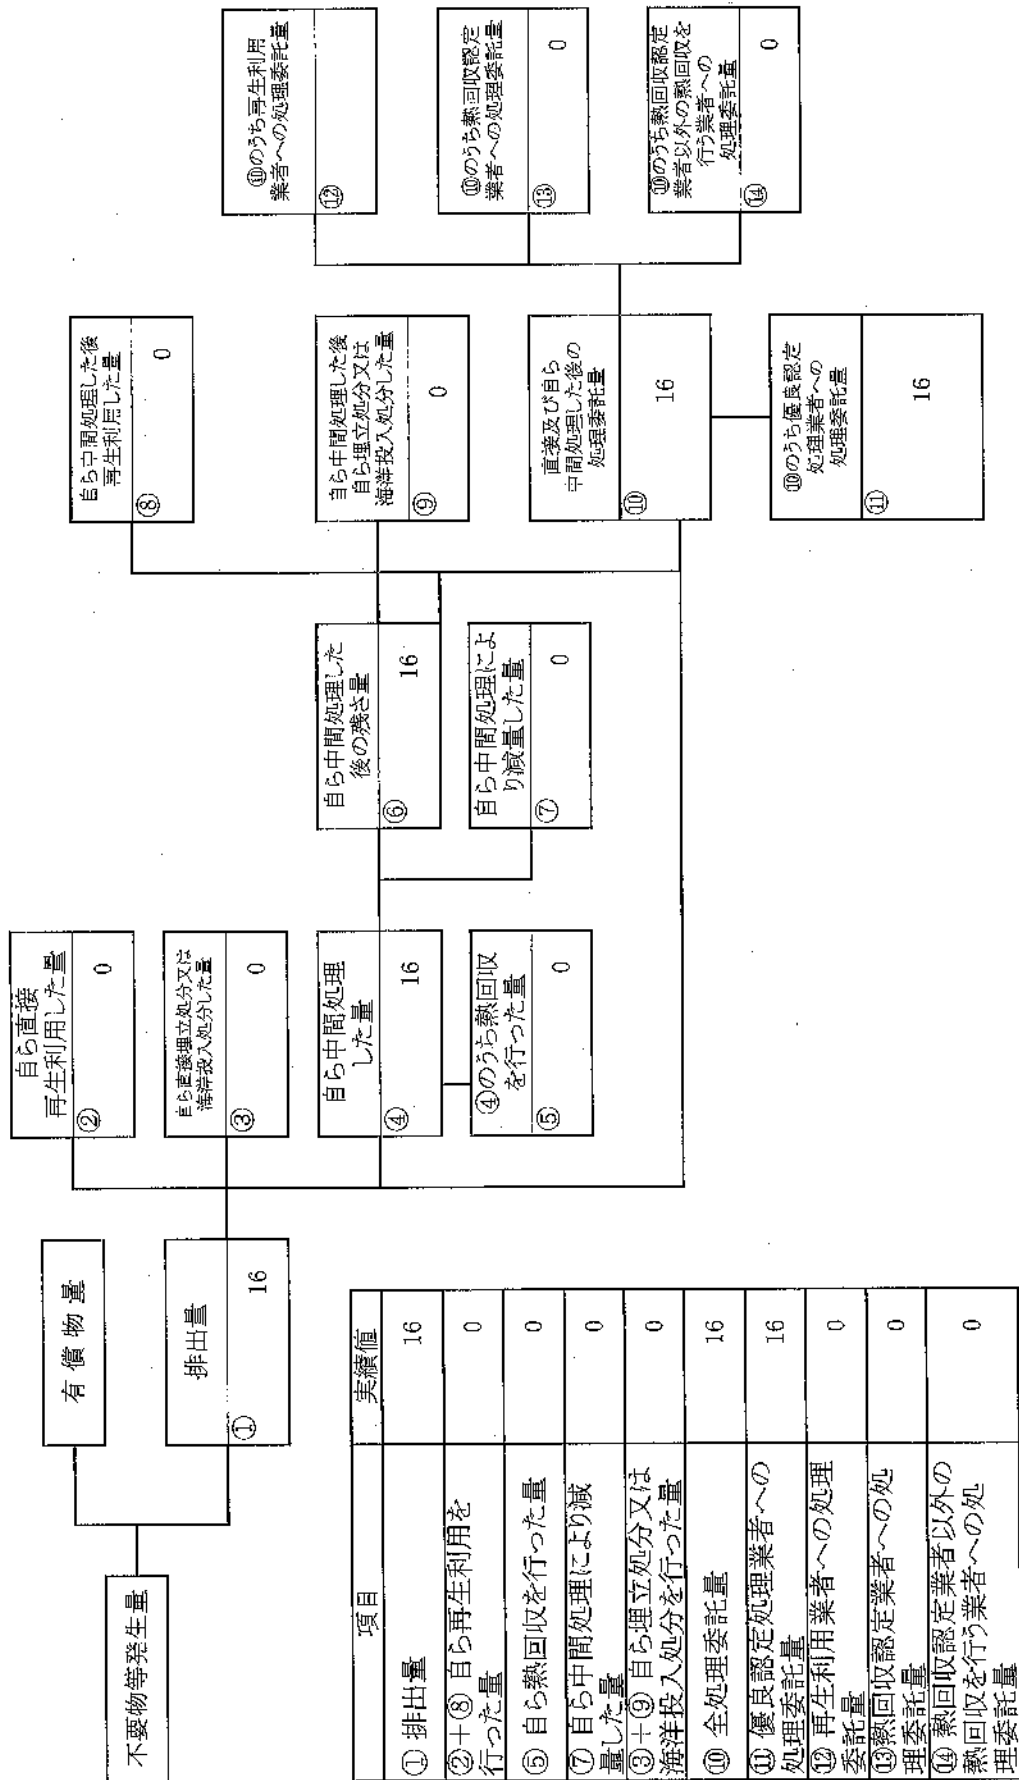 不要物等発生量
有償物量
排出量
①
16
自ら直接
再生利用した量
②
0
自ら直接埋立処分又は
海洋投入処分した量
③
0
自ら中間処理
した量
④
16
④のうち熱回収
を行った量
⑤
0
自ら中間処理した
後の残さ量
⑥
16
自ら中間処理によ
り減量した量
⑦
0
自ら中間処理した後
再生利用した量
⑧
0
自ら中間処理した後
自ら埋立処分又は
海洋投入処分した量
⑨
0
直接及び自ら
中間処理した後の
処理委託量
⑩
16
⑩のうち優良認定
処理業者への
処理委託量
⑪
16
⑩のうち再生利用
業者への処理委託量
⑫
⑩のうち熱回収認定
業者への処理委託量
⑬
0
⑩のうち熱回収認定
業者以外の熱回収を
行う業者への
処理委託量
⑭
0
項目 実績値
①排出量 16
②+⑧ 自ら再生利用を
行った量 0
⑤自ら熱回収を行った量 0
⑦自ら中間処理により減
量した量 0
③+⑨ 自ら埋立処分又は
海洋投入処分を行った量 0
⑩ 全処理委託量 16
⑪ 優良認定処理業者への
処理委託量 16
⑫ 再生利用業者への処理
委託量 0
⑬熱回収認定業者への処
理委託量 0
⑭ 熱回収認定業者以外の
熱回収を行う業者への処
理委託量 0